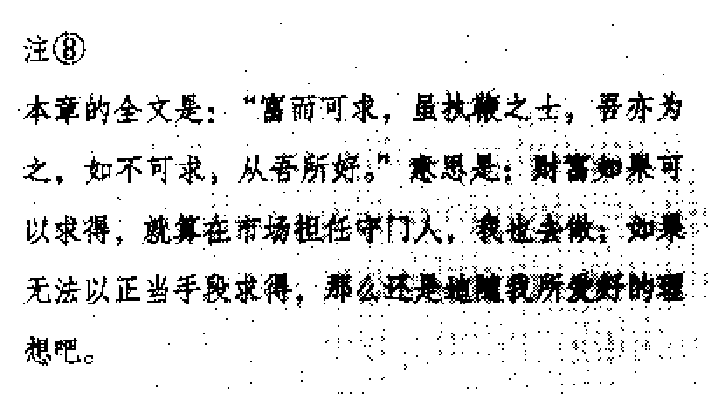 注⑧
本章的全文是：“富而可求，虽执鞭之士，吾亦为
之，如不可求，从吾所好。”意思是：财富如果可
以求得，就算在市场担任守门人，我也会做；如果
无法以正当手段求得，那么还是追随我所爱好的理
想吧。